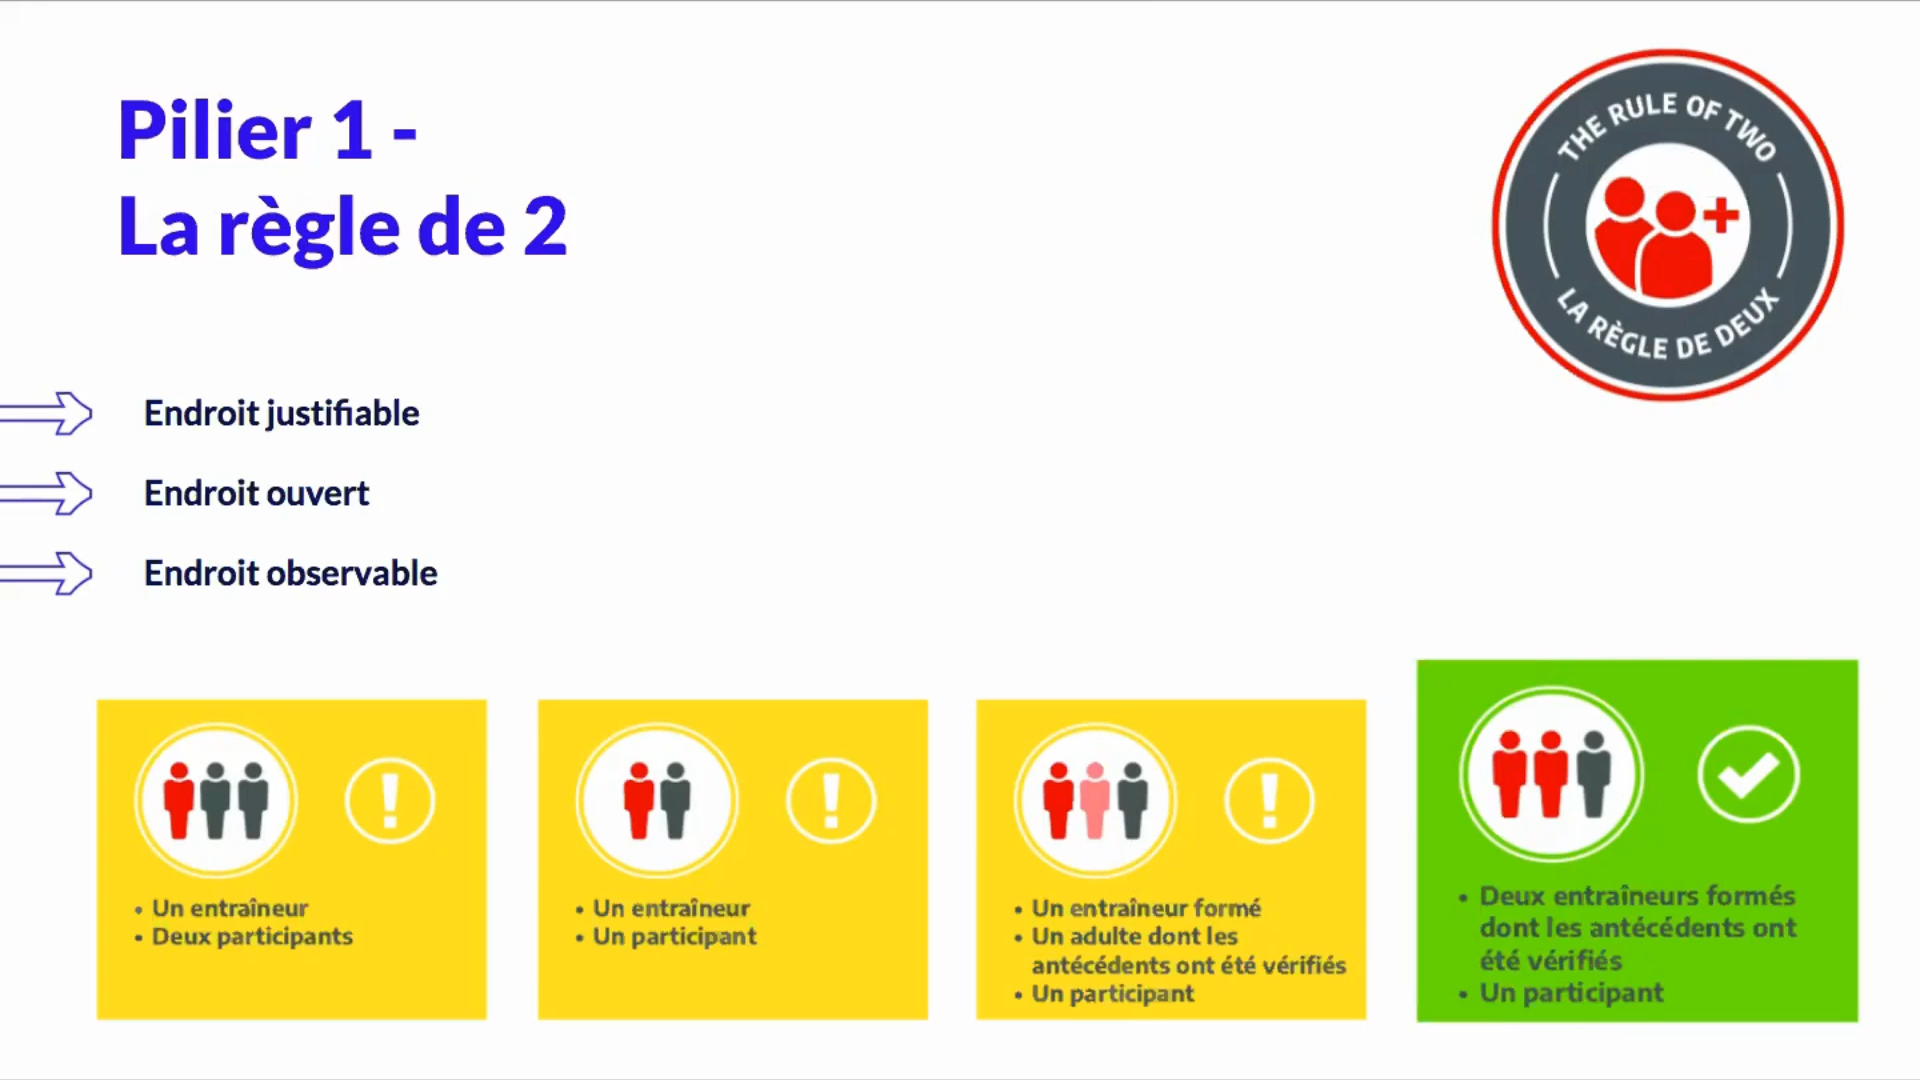 Pilier 1 -
La règle de 2
THE RULE OF TWO
LA RÈGLE DE DEUX
Endroit justifiable
Endroit ouvert
Endroit observable
• Un entraîneur
• Deux participants
• Un entraîneur
• Un participant
• Un entraîneur formé
• Un adulte dont les
antécédents ont été vérifiés
• Un participant
• Deux entraîneurs formés
dont les antécédents ont
été vérifiés
• Un participant